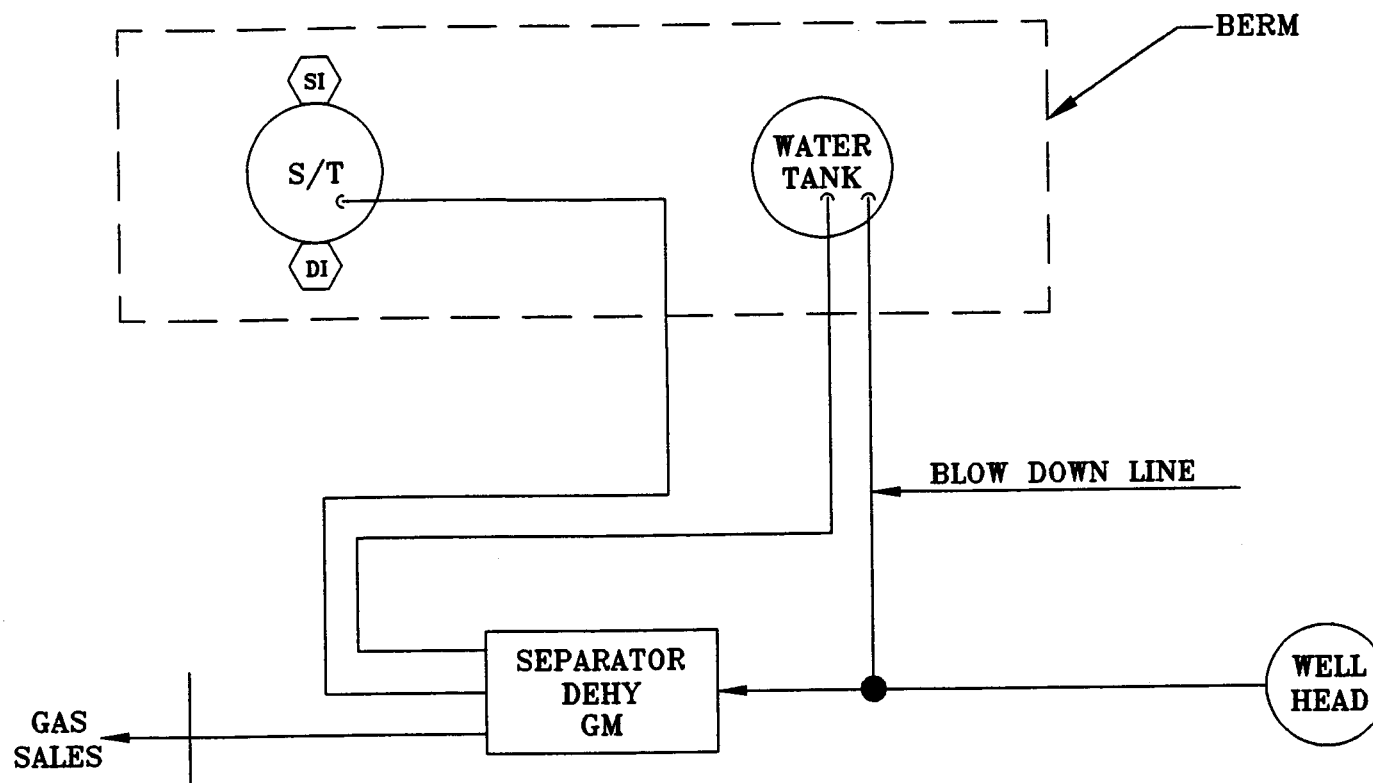 BERM
SI
S/T
DI
WATER
TANK
BLOW DOWN LINE
SEPARATOR
DEHY
GM
WELL
HEAD
GAS
SALES